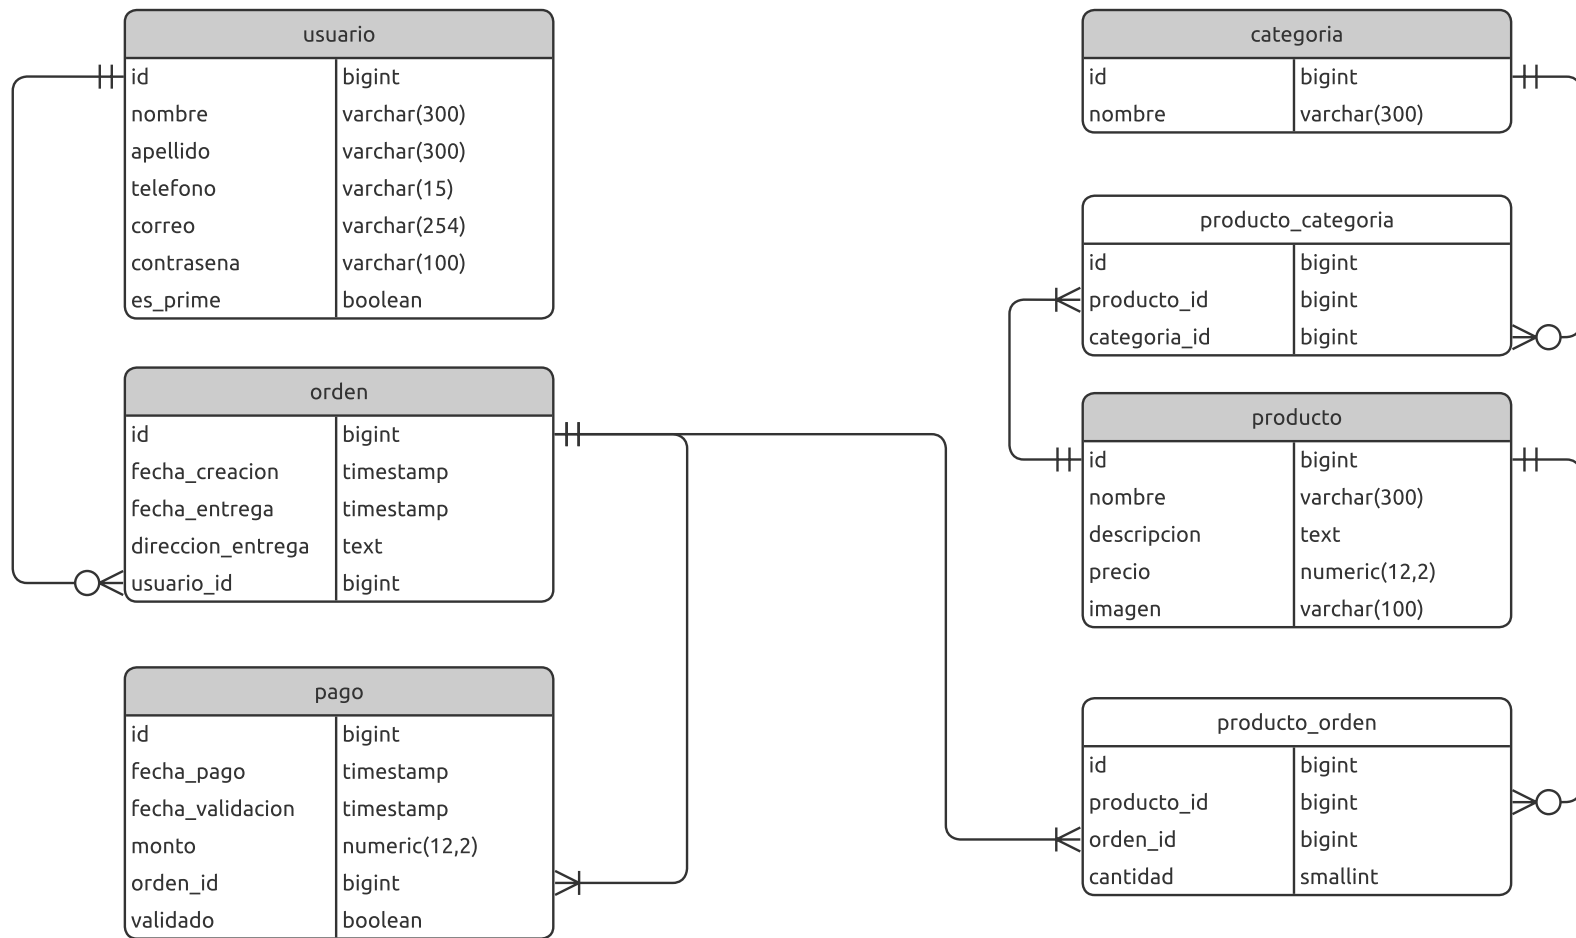 usuario
id bigint
nombre varchar(300)
apellido varchar(300)
telefono varchar(15)
correo varchar(254)
contrasena varchar(100)
es_prime boolean
orden
id bigint
fecha_creacion timestamp
fecha_entrega timestamp
direccion_entrega text
usuario_id bigint
pago
id bigint
fecha_pago timestamp
fecha_validacion timestamp
monto numeric(12,2)
orden_id bigint
validado boolean
categoria
id bigint
nombre varchar(300)
producto_categoria
id bigint
producto_id bigint
categoria_id bigint
producto
id bigint
nombre varchar(300)
descripcion text
precio numeric(12,2)
imagen varchar(100)
producto_orden
id bigint
producto_id bigint
orden_id bigint
cantidad smallint